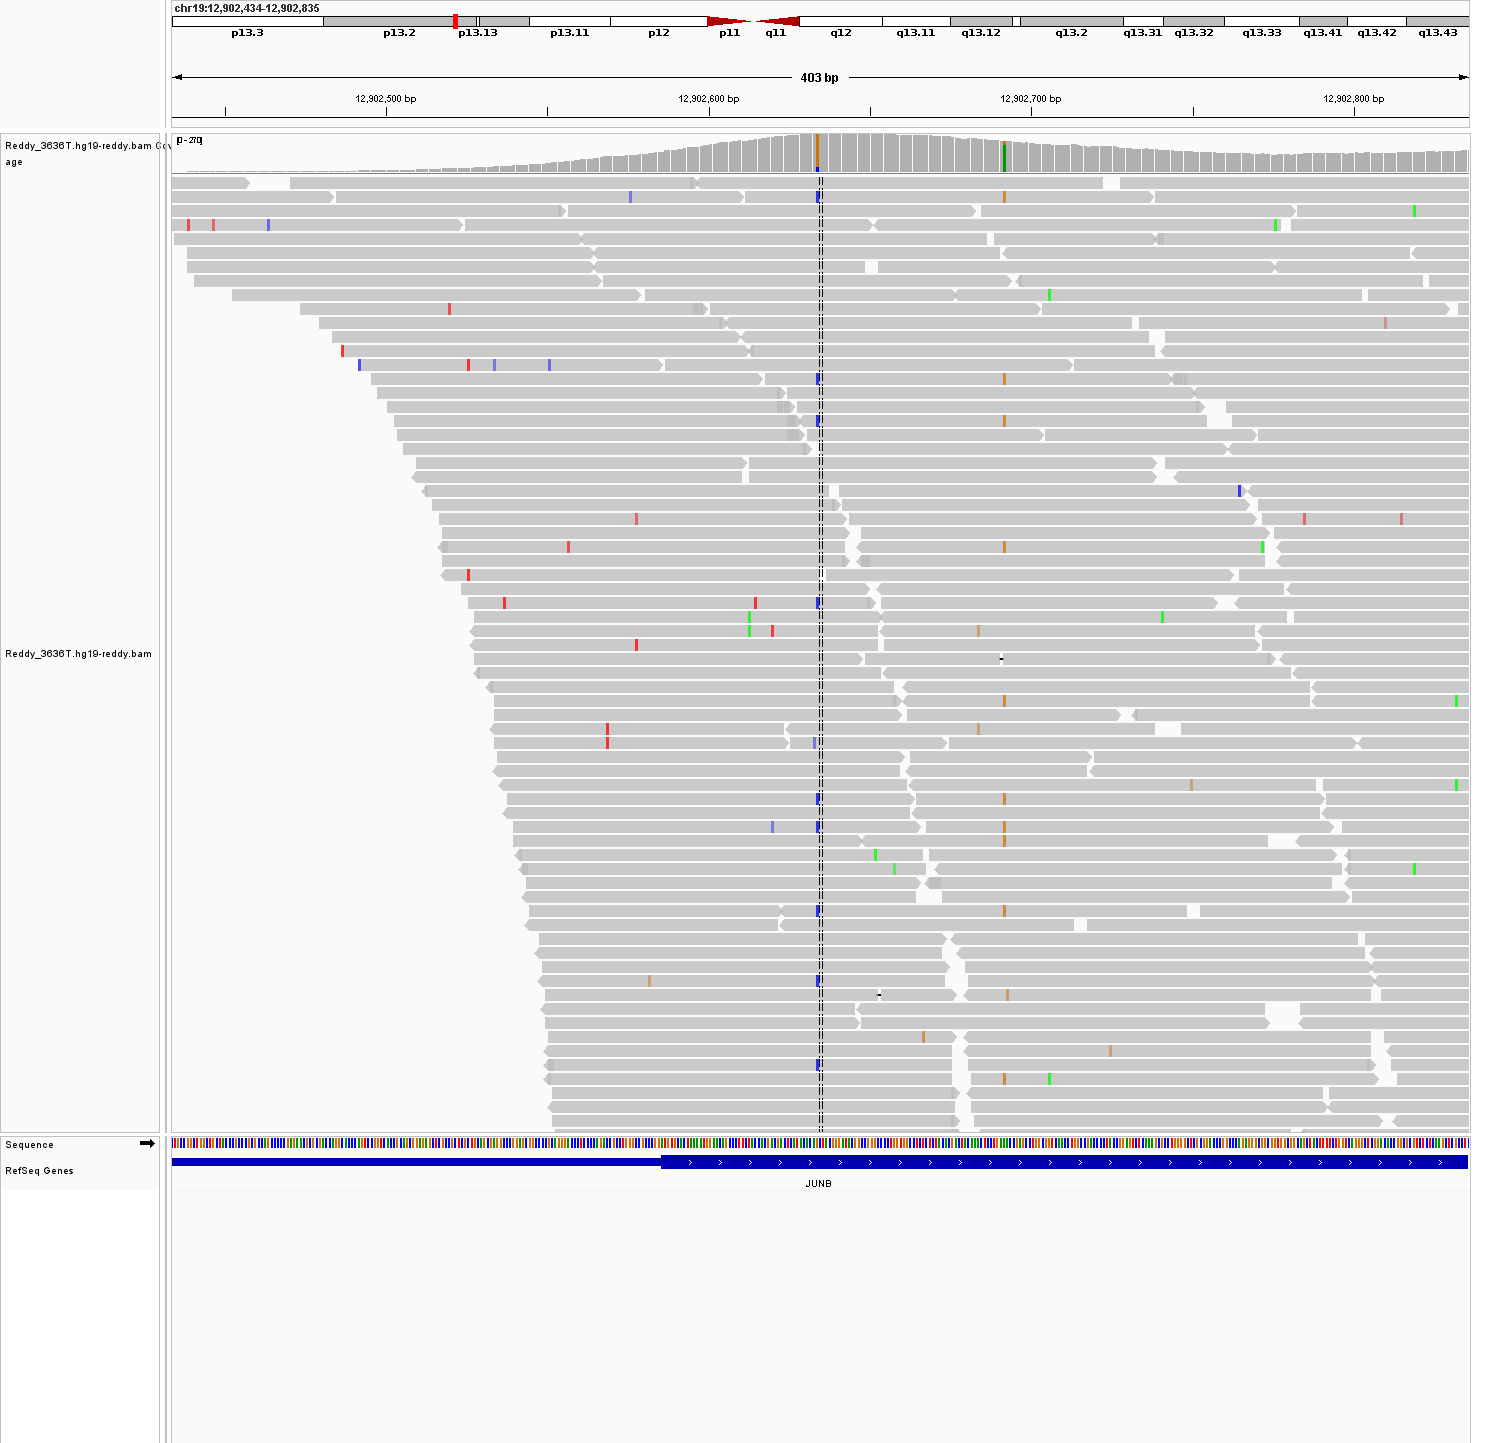 chr19:12,902,434-12,902,835
p13.3 p13.2 p13.13 p13.11 p12 p11 q11 q12 q13.11 q13.12 q13.2 q13.31 q13.32 q13.33 q13.41 q13.42 q13.43
403 bp
12,902,500 bp 12,902,600 bp 12,902,700 bp 12,902,800 bp
Reddy_3636T.hg19-reddy.bam Cov
age
[0 - 270]
Reddy_3636T.hg19-reddy.bam
Sequence
RefSeq Genes
JUNB